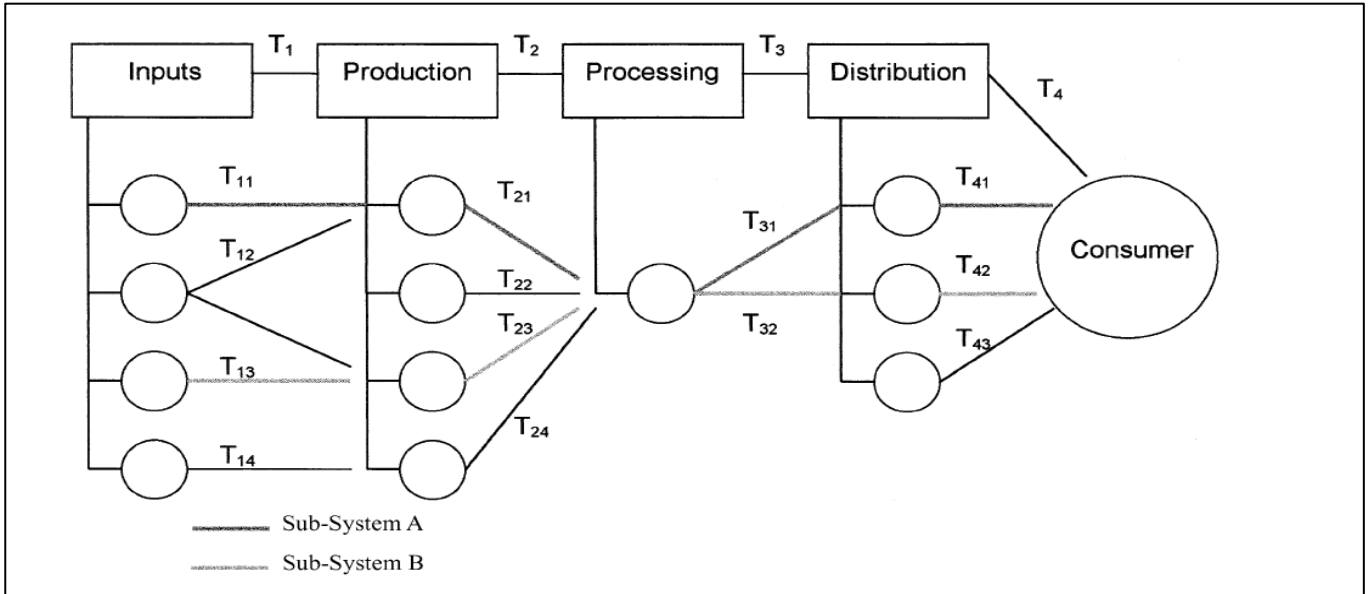 T1 T2 T3
Inputs Production Processing Distribution
T4
T11 T21 T41
T31
T12 T22 T42 Consumer
T23
T13 T32 T43
T24
T14
Sub-System A
Sub-System B